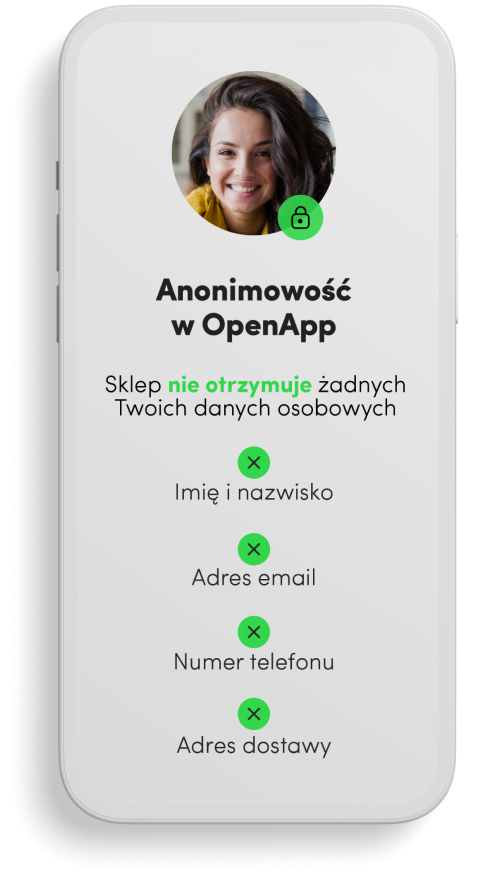 Anonimowość
w OpenApp
Sklep nie otrzymuje żadnych
Twoich danych osobowych
Imię i nazwisko
Adres email
Numer telefonu
Adres dostawy